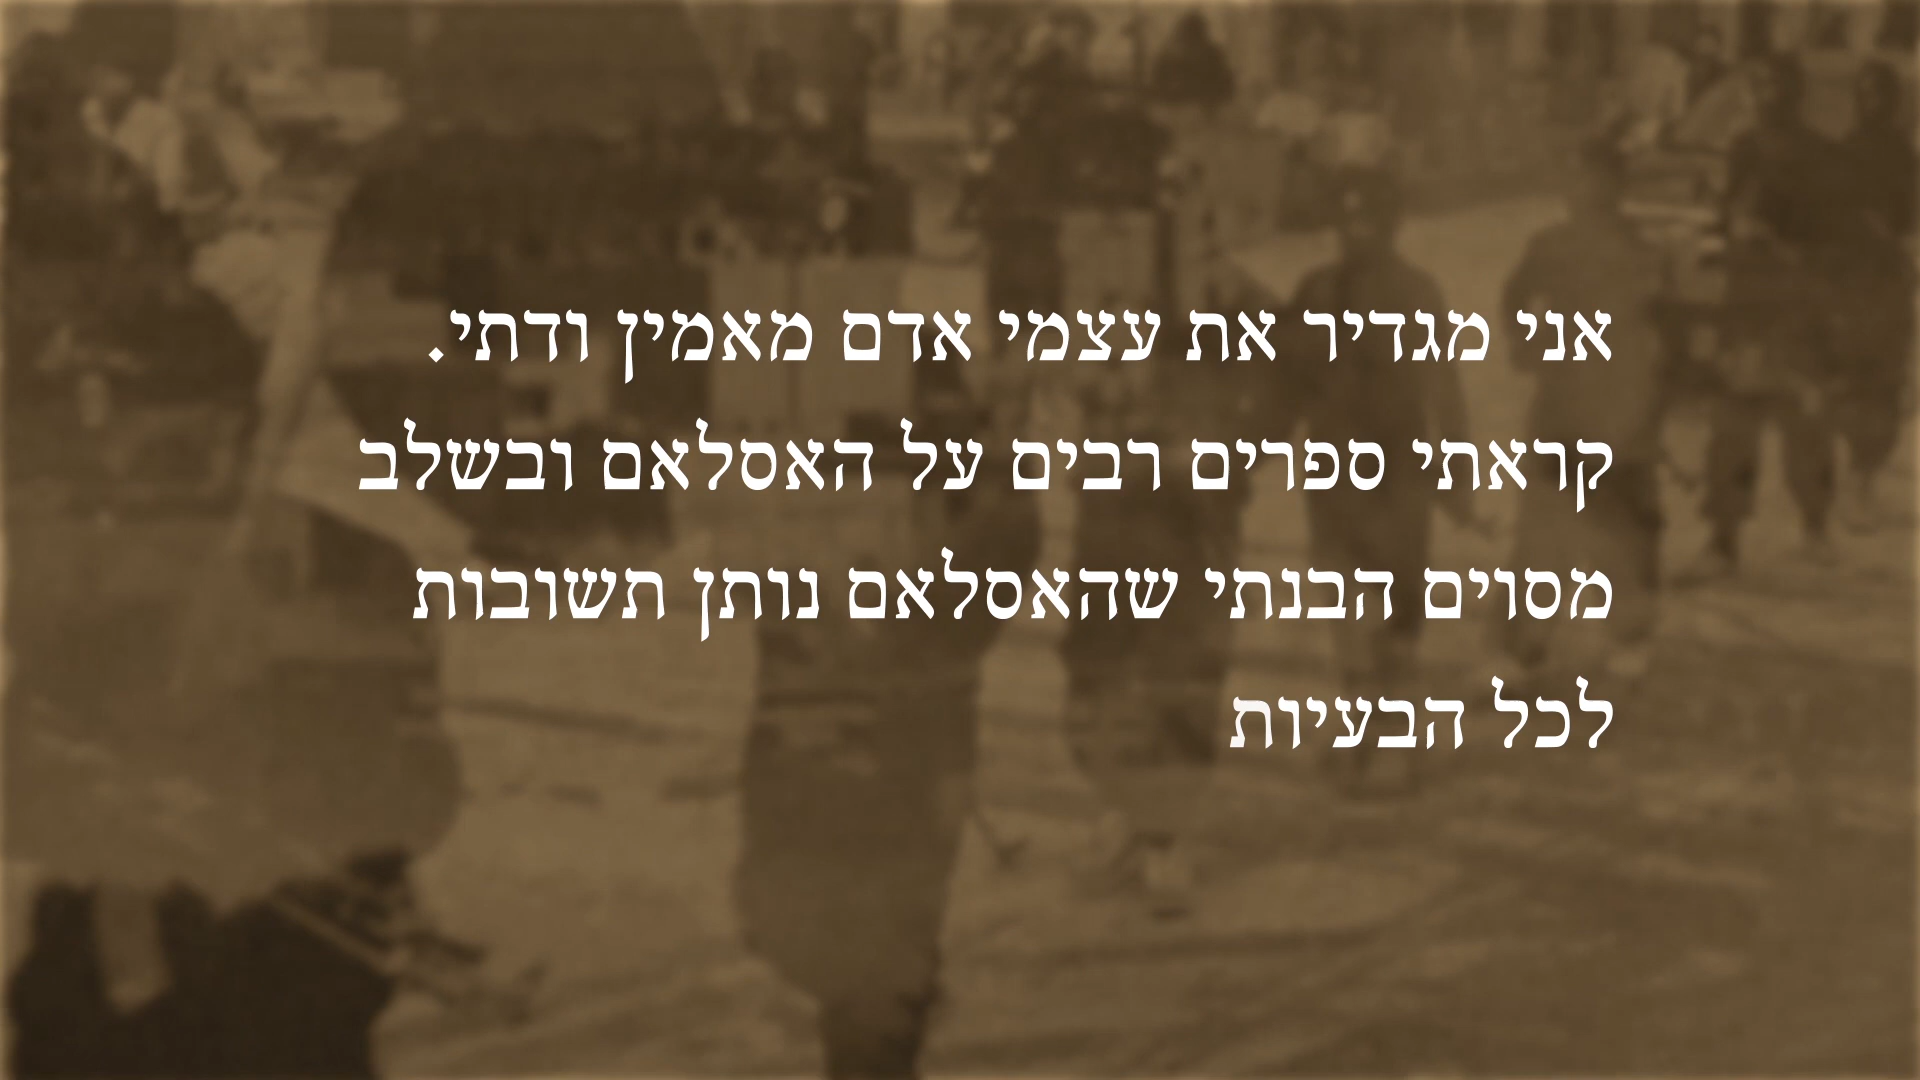 אני מגדיר את עצמי אדם מאמין ודתי.
קראתי ספרים רבים על האסלאם ובשלב
מסוים הבנתי שהאסלאם נותן תשובות
לכל הבעיות